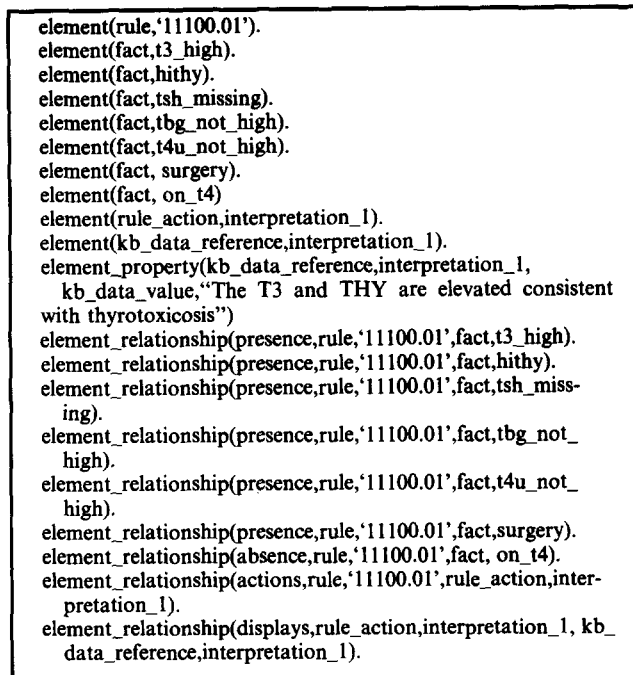 element(rule,‘11100.01’).
element(fact,t3_high).
element(fact,hithy).
element(fact,tsh_missing).
element(fact,tbg_not_high).
element(fact,t4u_not_high).
element(fact, surgery).
element(fact, on_t4)
element(rule_action,interpretation_1).
element(kb_data_reference,interpretation_1).
element_property(kb_data_reference,interpretation_1,
kb_data_value,“The T3 and THY are elevated consistent
with thyrotoxicosis”)
element_relationship(presence,rule,‘11100.01’,fact,t3_high).
element_relationship(presence,rule,‘11100.01’,fact,hithy).
element_relationship(presence,rule,‘11100.01’,fact,tsh_miss-
ing).
element_relationship(presence,rule,‘11100.01’,fact,tbg_not_
high).
element_relationship(presence,rule,‘11100.01’,fact,t4u_not_
high).
element_relationship(presence,rule,‘11100.01’,fact,surgery).
element_relationship(absence,rule,‘11100.01’,fact, on_t4).
element_relationship(actions,rule,‘11100.01’,rule_action,inter-
pretation_1).
element_relationship(displays,rule_action,interpretation_1, kb_
data_reference,interpretation_1).